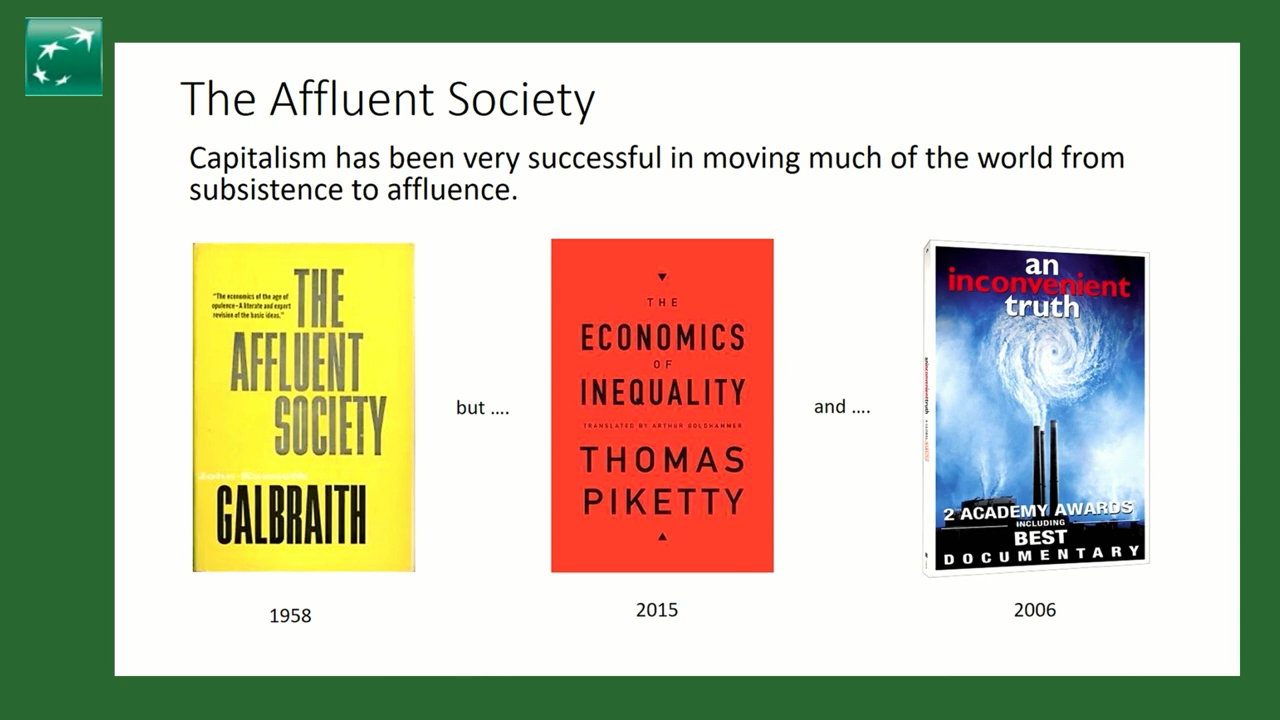 The Affluent Society
Capitalism has been very successful in moving much of the world from
subsistence to affluence.
"The economics of the age of
opulence-A literate and expert
revision of the basic ideas."
THE
AFFLUENT
SOCIETY
John Kenneth
GALBRAITH
1958
but ....
THE
ECONOMICS
OF
INEQUALITY
TRANSLATED BY ARTHUR GOLDHAMMER
THOMAS
PIKETTY
2015
and ....
an
inconvenient
truth
2 ACADEMY AWARDS
INCLUDING
BEST
DOCUMENTARY
2006